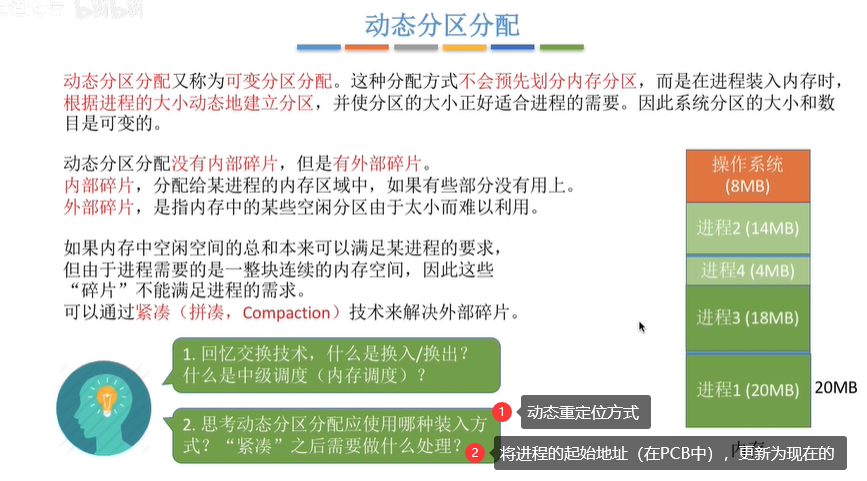 动态分区分配
动态分区分配又称为可变分区分配。这种分配方式不会预先划分内存分区，而是在进程装入内存时，
根据进程的大小动态地建立分区，并使分区的大小正好适合进程的需要。因此系统分区的大小和数
目是可变的。
动态分区分配没有内部碎片，但是有外部碎片。
内部碎片，分配给某进程的内存区域中，如果有些部分没有用上。
外部碎片，是指内存中的某些空闲分区由于太小而难以利用。
如果内存中空闲空间的总和本来可以满足某进程的要求，
但由于进程需要的是一整块连续的内存空间，因此这些
“碎片”不能满足进程的需求。
可以通过紧凑（拼凑，Compaction）技术来解决外部碎片。
1. 回忆交换技术，什么是换入/换出？
什么是中级调度（内存调度）？
2. 思考动态分区分配应使用哪种装入方
式？“紧凑”之后需要做什么处理？
1 动态重定位方式
2 将进程的起始地址（在PCB中），更新为现在的
操作系统
(8MB)
进程2 (14MB)
进程4 (4MB)
进程3 (18MB)
进程1 (20MB)
20MB
内存
bilibili